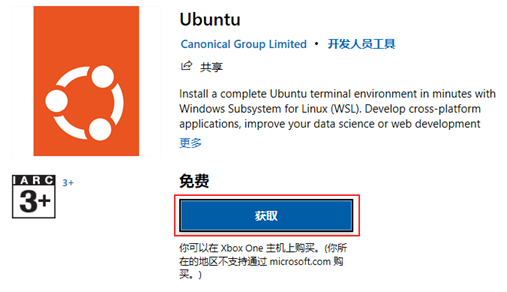 Ubuntu
Canonical Group Limited • 开发人员工具
共享
Install a complete Ubuntu terminal environment in minutes with
Windows Subsystem for Linux (WSL). Develop cross-platform
applications, improve your data science or web development
更多
IARC
3+
3+
免费
获取
你可以在 Xbox One 主机上购买。(你所
在的地区不支持通过 microsoft.com 购
买。)